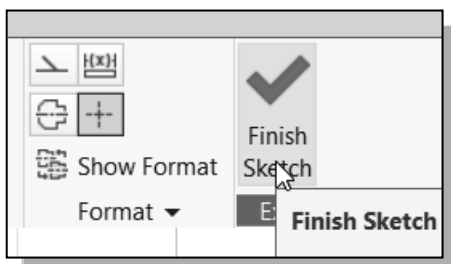 Finish
Sketch
Show Format
Format
Finish Sketch